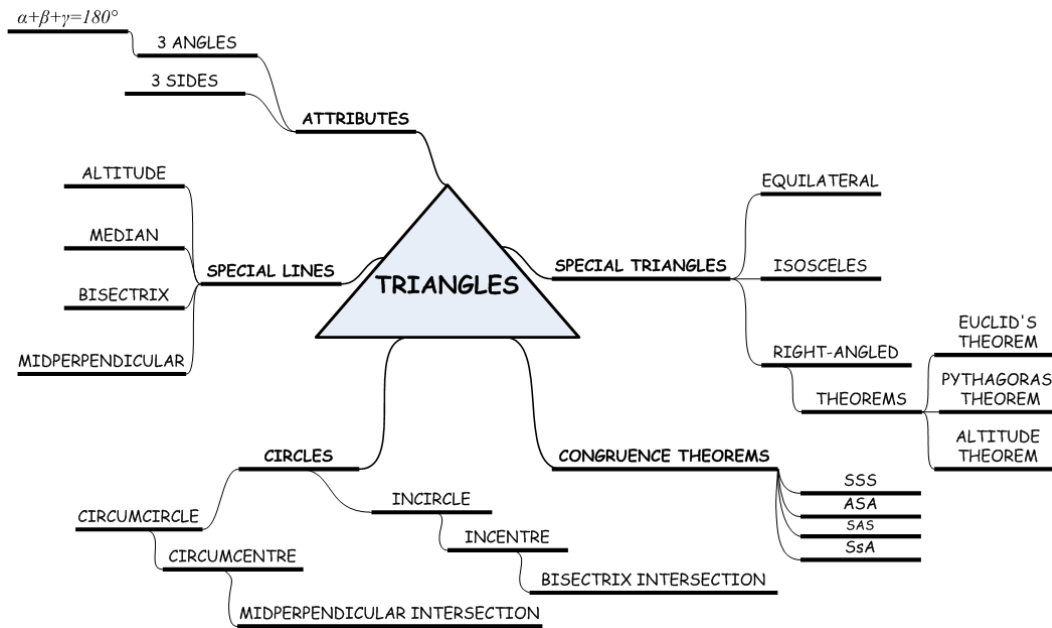 α+β+γ=180°
3 ANGLES
3 SIDES
ATTRIBUTES
ALTITUDE
MEDIAN
BISECTRIX
MIDPERPENDICULAR
SPECIAL LINES
TRIANGLES
SPECIAL TRIANGLES
EQUILATERAL
ISOSCELES
RIGHT-ANGLED
THEOREMS
EUCLID'S
THEOREM
PYTHAGORAS
THEOREM
ALTITUDE
THEOREM
CIRCLES
CIRCUMCIRCLE
CIRCUMCENTRE
MIDPERPENDICULAR INTERSECTION
INCIRCLE
INCENTRE
BISECTRIX INTERSECTION
CONGRUENCE THEOREMS
SSS
ASA
SAS
SsA